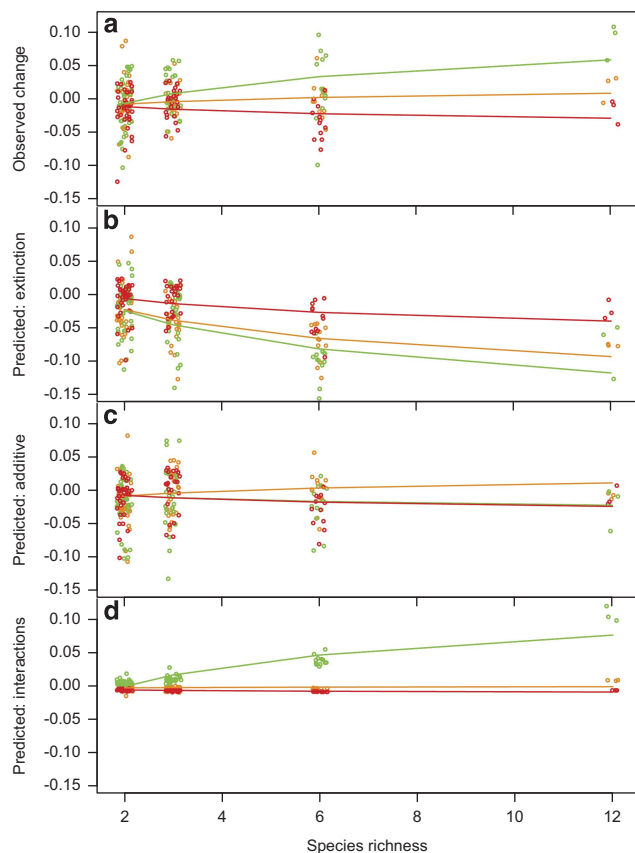 a
Observed change
0.10
0.05
0.00
-0.05
-0.10
-0.15
b
Predicted: extinction
0.10
0.05
0.00
-0.05
-0.10
-0.15
c
Predicted: additive
0.10
0.05
0.00
-0.05
-0.10
-0.15
d
Predicted: interactions
0.10
0.05
0.00
-0.05
-0.10
-0.15
2 4 6 8 10 12
Species richness